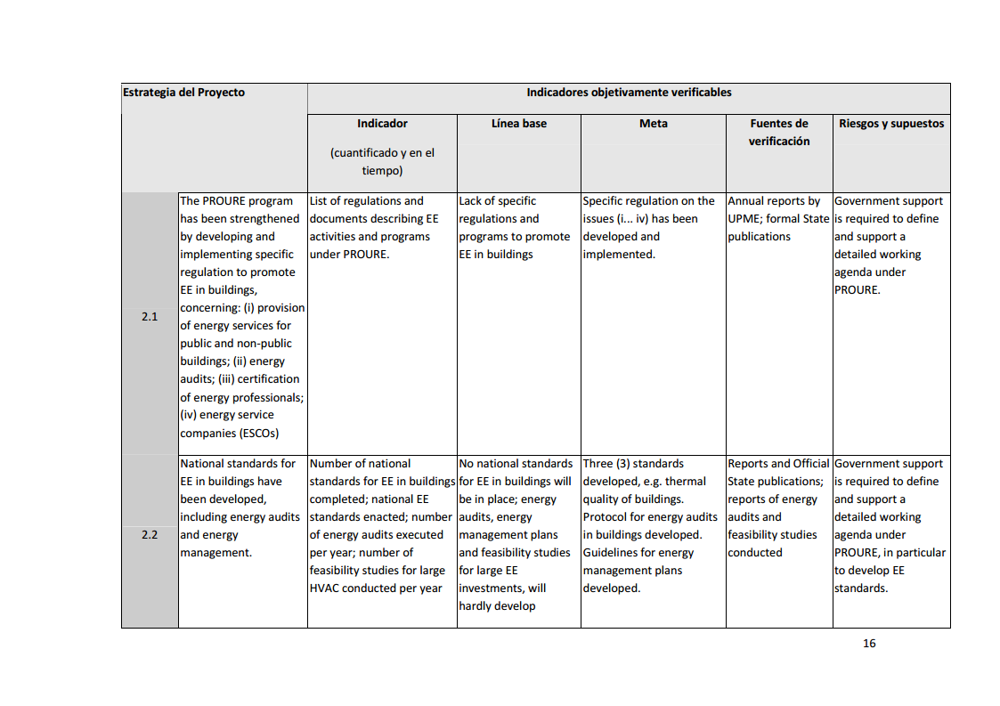 Estrategia del Proyecto
Indicadores objetivamente verificables
Indicador
(cuantificado y en el
tiempo)
Línea base
Meta
Fuentes de
verificación
Riesgos y supuestos
2.1
The PROURE program
has been strengthened
by developing and
implementing specific
regulation to promote
EE in buildings,
concerning: (i) provision
of energy services for
public and non-public
buildings; (ii) energy
audits; (iii) certification
of energy professionals;
(iv) energy service
companies (ESCOs)
List of regulations and
documents describing EE
activities and programs
under PROURE.
Lack of specific
regulations and
programs to promote
EE in buildings
Specific regulation on the
issues (i... iv) has been
developed and
implemented.
Annual reports by
UPME; formal State
publications
Government support
is required to define
and support a
detailed working
agenda under
PROURE.
2.2
National standards for
EE in buildings have
been developed,
including energy audits
and energy
management.
Number of national
standards for EE in buildings
completed; national EE
standards enacted; number
of energy audits executed
per year; number of
feasibility studies for large
HVAC conducted per year
No national standards
for EE in buildings will
be in place; energy
audits, energy
management plans
and feasibility studies
for large EE
investments, will
hardly develop
Three (3) standards
developed, e.g. thermal
quality of buildings.
Protocol for energy audits
in buildings developed.
Guidelines for energy
management plans
developed.
Reports and Official
State publications;
reports of energy
audits and
feasibility studies
conducted
Government support
is required to define
and support a
detailed working
agenda under
PROURE, in particular
to develop EE
standards.
16